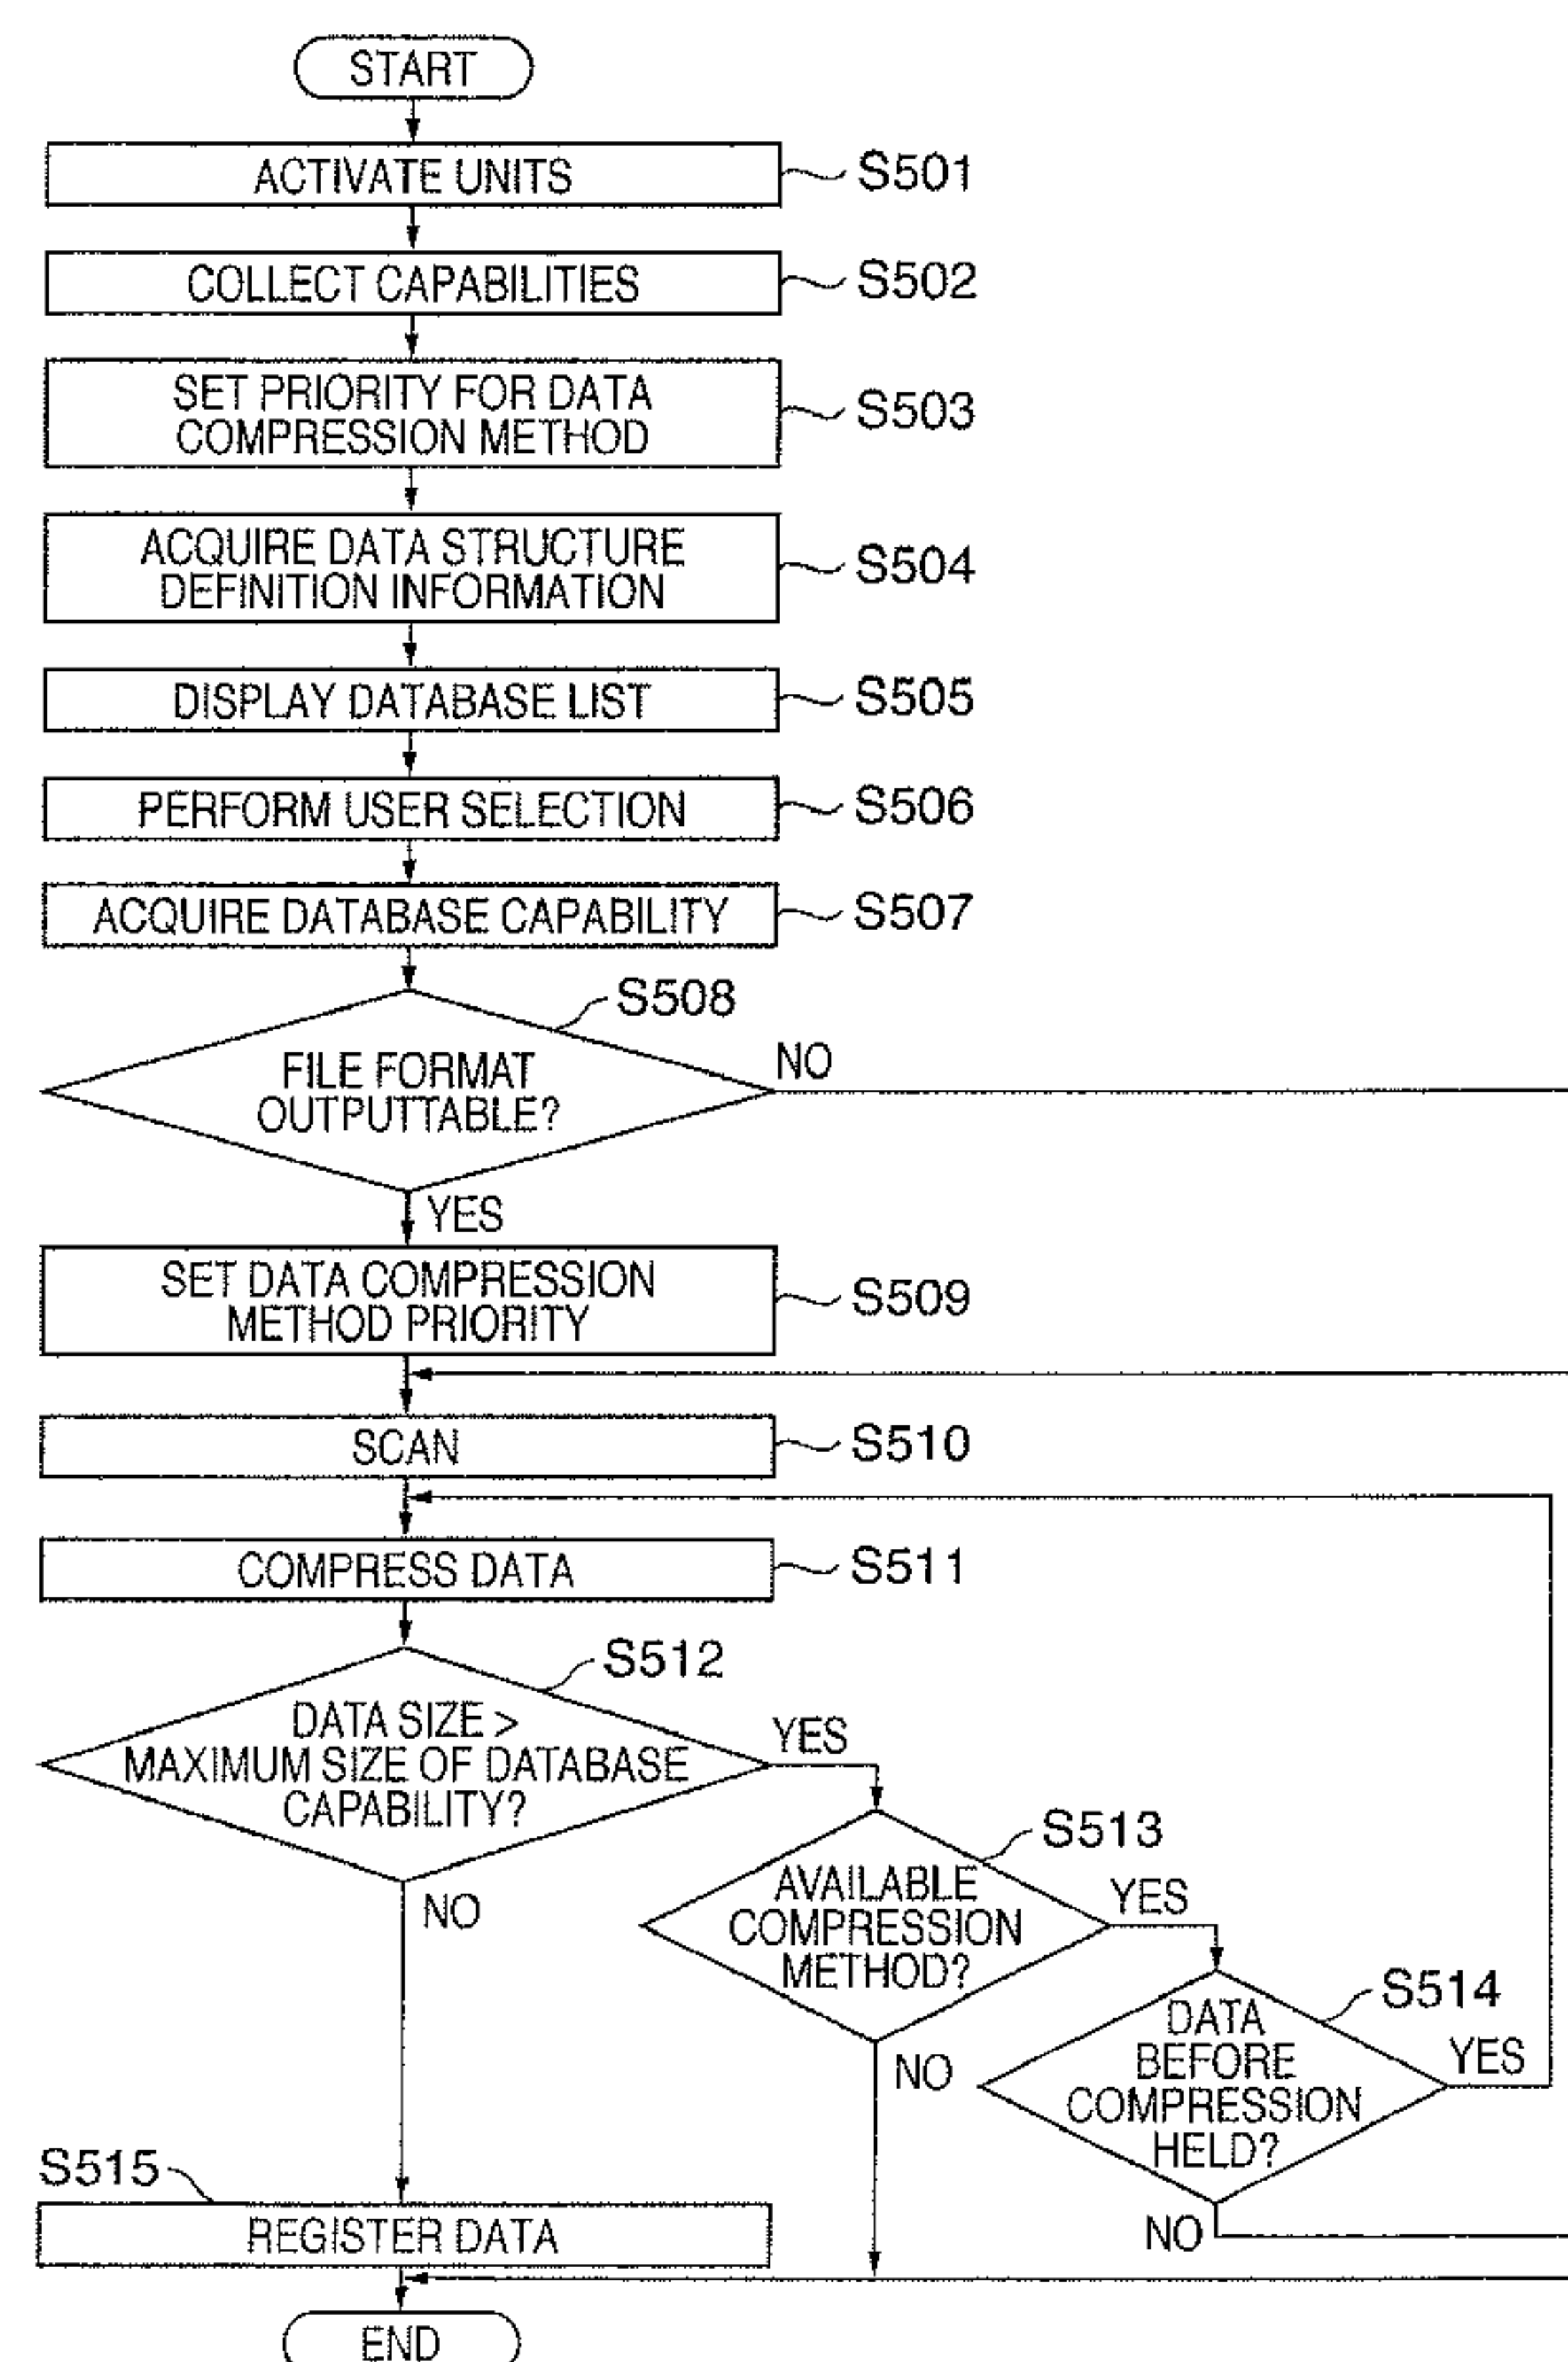 START
ACTIVATE UNITS
S501
COLLECT CAPABILITIES
S502
SET PRIORITY FOR DATA
COMPRESSION METHOD
S503
ACQUIRE DATA STRUCTURE
DEFINITION INFORMATION
S504
DISPLAY DATABASE LIST
S505
PERFORM USER SELECTION
S506
ACQUIRE DATABASE CAPABILITY
S507
S508
FILE FORMAT
OUTPUTTABLE?
NO
YES
SET DATA COMPRESSION
METHOD PRIORITY
S509
SCAN
S510
COMPRESS DATA
S511
S512
DATA SIZE >
MAXIMUM SIZE OF DATABASE
CAPABILITY?
YES
NO
S513
AVAILABLE
COMPRESSION
METHOD?
YES
NO
S514
DATA
BEFORE
COMPRESSION
HELD?
YES
NO
S515
REGISTER DATA
END